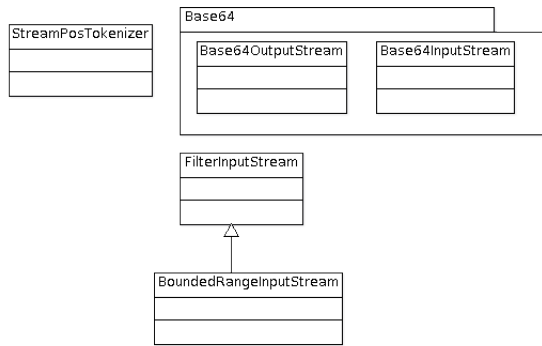 Base64
StreamPosTokenizer
Base64OutputStream
Base64InputStream
FilterInputStream
BoundedRangeInputStream